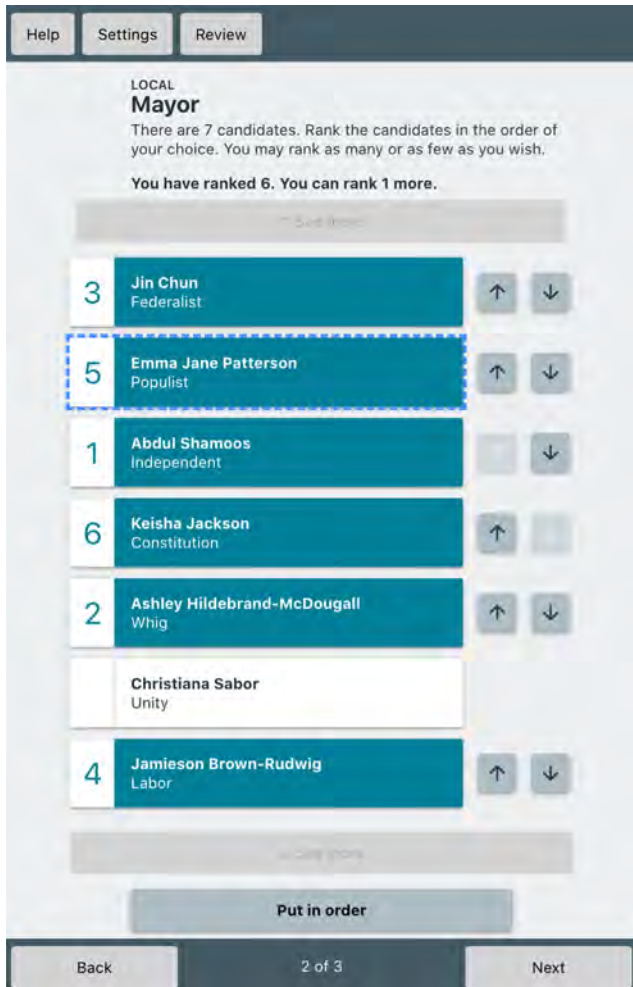 Help Settings Review
LOCAL
Mayor
There are 7 candidates. Rank the candidates in the order of
your choice. You may rank as many or as few as you wish.
You have ranked 6. You can rank 1 more.
See more
3
Jin Chun
Federalist
↑ ↓
5
Emma Jane Patterson
Populist
↑ ↓
1
Abdul Shamoos
Independent
↓
6
Keisha Jackson
Constitution
↑
2
Ashley Hildebrand-McDougall
Whig
↑ ↓
Christiana Sabor
Unity
4
Jamieson Brown-Rudwig
Labor
↑ ↓
See more
Put in order
Back 2 of 3 Next